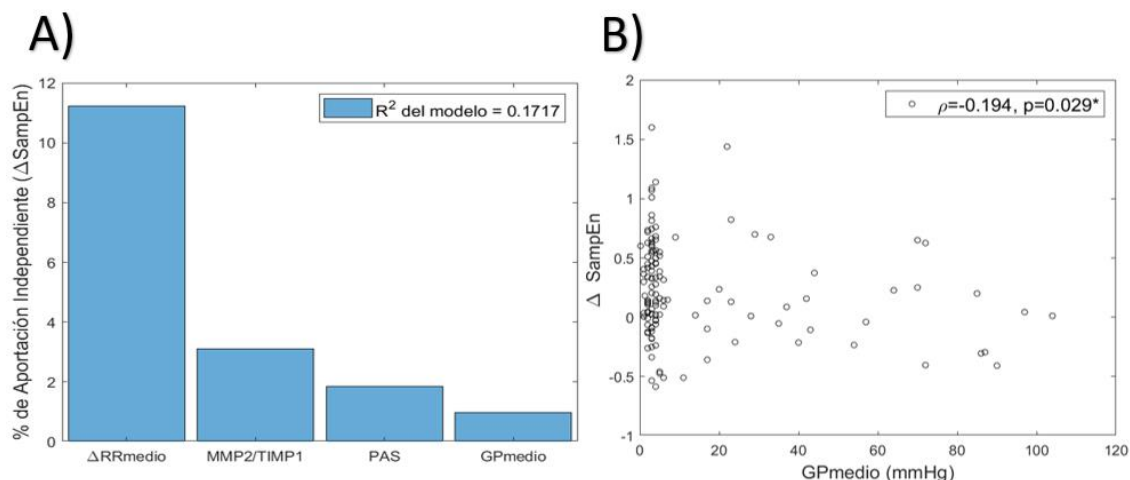 A)
% de Aportación Independiente (ΔSampEn)
12
10
8
6
4
2
0
R² del modelo = 0.1717
ΔRRmedio MMP2/TIMP1 PAS GPmedio
B)
Δ SampEn
2
1.5
1
0.5
0
-0.5
-1
ρ=-0.194, p=0.029*
0 20 40 60 80 100 120
GPmedio (mmHg)